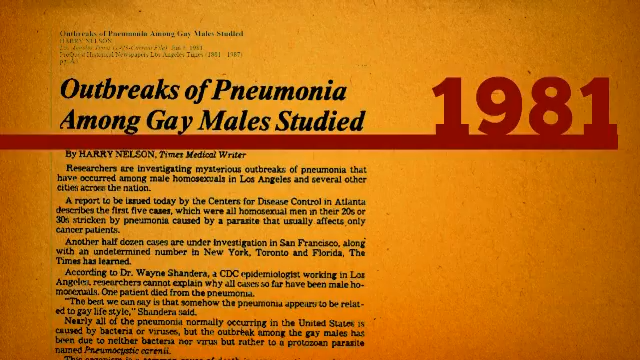 Outbreaks of Pneumonia Among Gay Males Studied
HARRY NELSON
Los Angeles Times
ProQuest Historical Newspapers Los Angeles Times (1881 - 1987)
Outbreaks of Pneumonia
Among Gay Males Studied
1981
By HARRY NELSON, Times Medical Writer
Researchers are investigating mysterious outbreaks of pneumonia that
have occurred among male homosexuals in Los Angeles and several other
cities across the nation.
A report to be issued today by the Centers for Disease Control in Atlanta
describes the first five cases, which were all homosexual men in their 20s or
30s stricken by pneumonia caused by a parasite that usually affects only
cancer patients.
Another half dozen cases are under investigation in San Francisco, along
with an undetermined number in New York, Toronto and Florida, The
Times has learned.
According to Dr. Wayne Shandera, a CDC epidemiologist working in Los
Angeles, researchers cannot explain why all cases so far have been male ho-
mosexuals. One patient died from the pneumonia.
"The best we can say is that somehow the pneumonia appears to be relat-
ed to gay life style," Shandera said.
Nearly all of the pneumonia normally occurring in the United States is
caused by bacteria or viruses, but the outbreak among the gay males has
been due to neither bacteria nor virus but rather to a protozoan parasite
named Pneumocystic carenii.